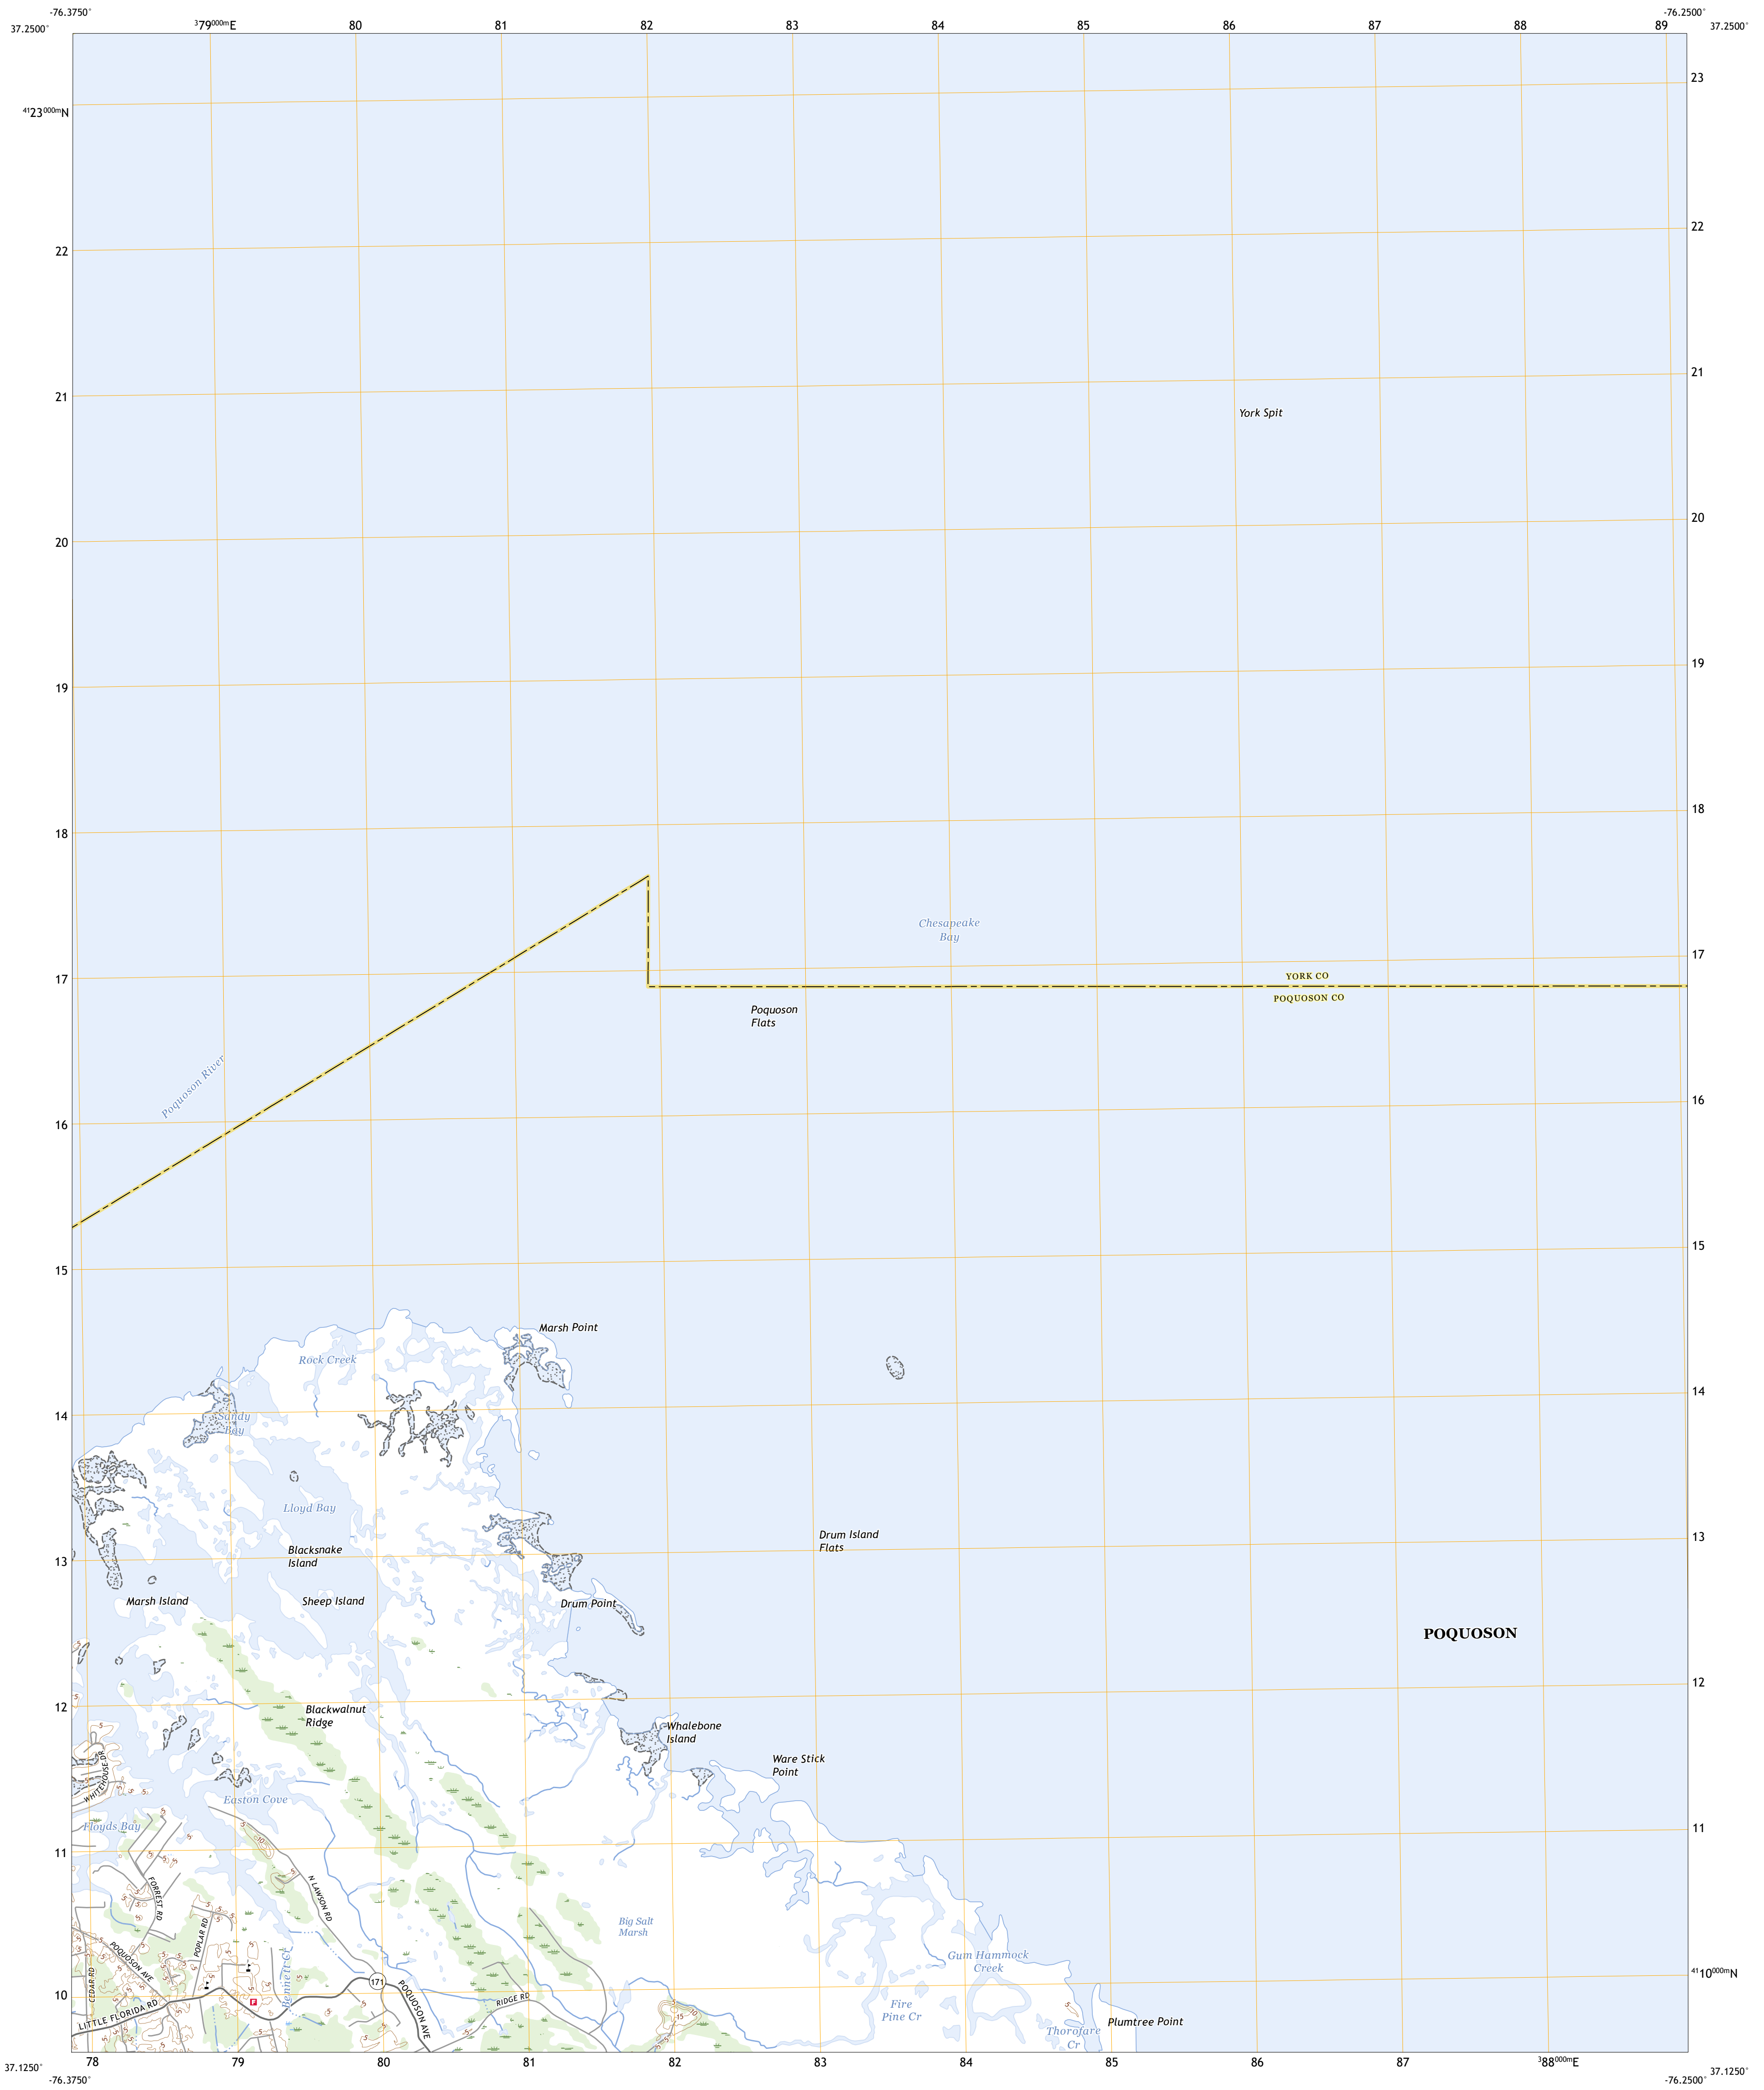 -76.3750°
-76.2500°
37.2500°
³79⁰⁰⁰ᵐE
80
81
82
83
84
85
86
87
88
89
37.2500°
23
⁴¹23⁰⁰⁰ᵐN
22
22
21
21
York Spit
20
20
19
19
18
18
Chesapeake
Bay
17
17
YORK CO
POQUOSON CO
Poquoson
Flats
Poquoson River
16
16
15
15
Marsh Point
Rock Creek
14
14
Sandy
Bay
Lloyd Bay
Drum Island
Flats
13
13
Blacksnake
Island
Marsh Island
Sheep Island
Drum Point
POQUOSON
12
12
Blackwalnut
Ridge
Whalebone
Island
Ware Stick
Point
WHITEHOUSE DR
Easton Cove
Floyds Bay
11
11
N LAWSON RD
FORREST RD
POPLAR RD
Big Salt
Marsh
POQUOSON AVE
Gum Hammock
Creek
CEDAR RD
Bennett Cr
171
POQUOSON AVE
⁴¹10⁰⁰⁰ᵐN
10
LITTLE FLORIDA RD
F
RIDGE RD
10
15
5
Fire
Pine Cr
Plumtree Point
Thorofare
Cr
37.1250°
78
79
80
81
82
83
84
85
86
87
³88⁰⁰⁰ᵐE
37.1250°
-76.3750°
-76.2500°